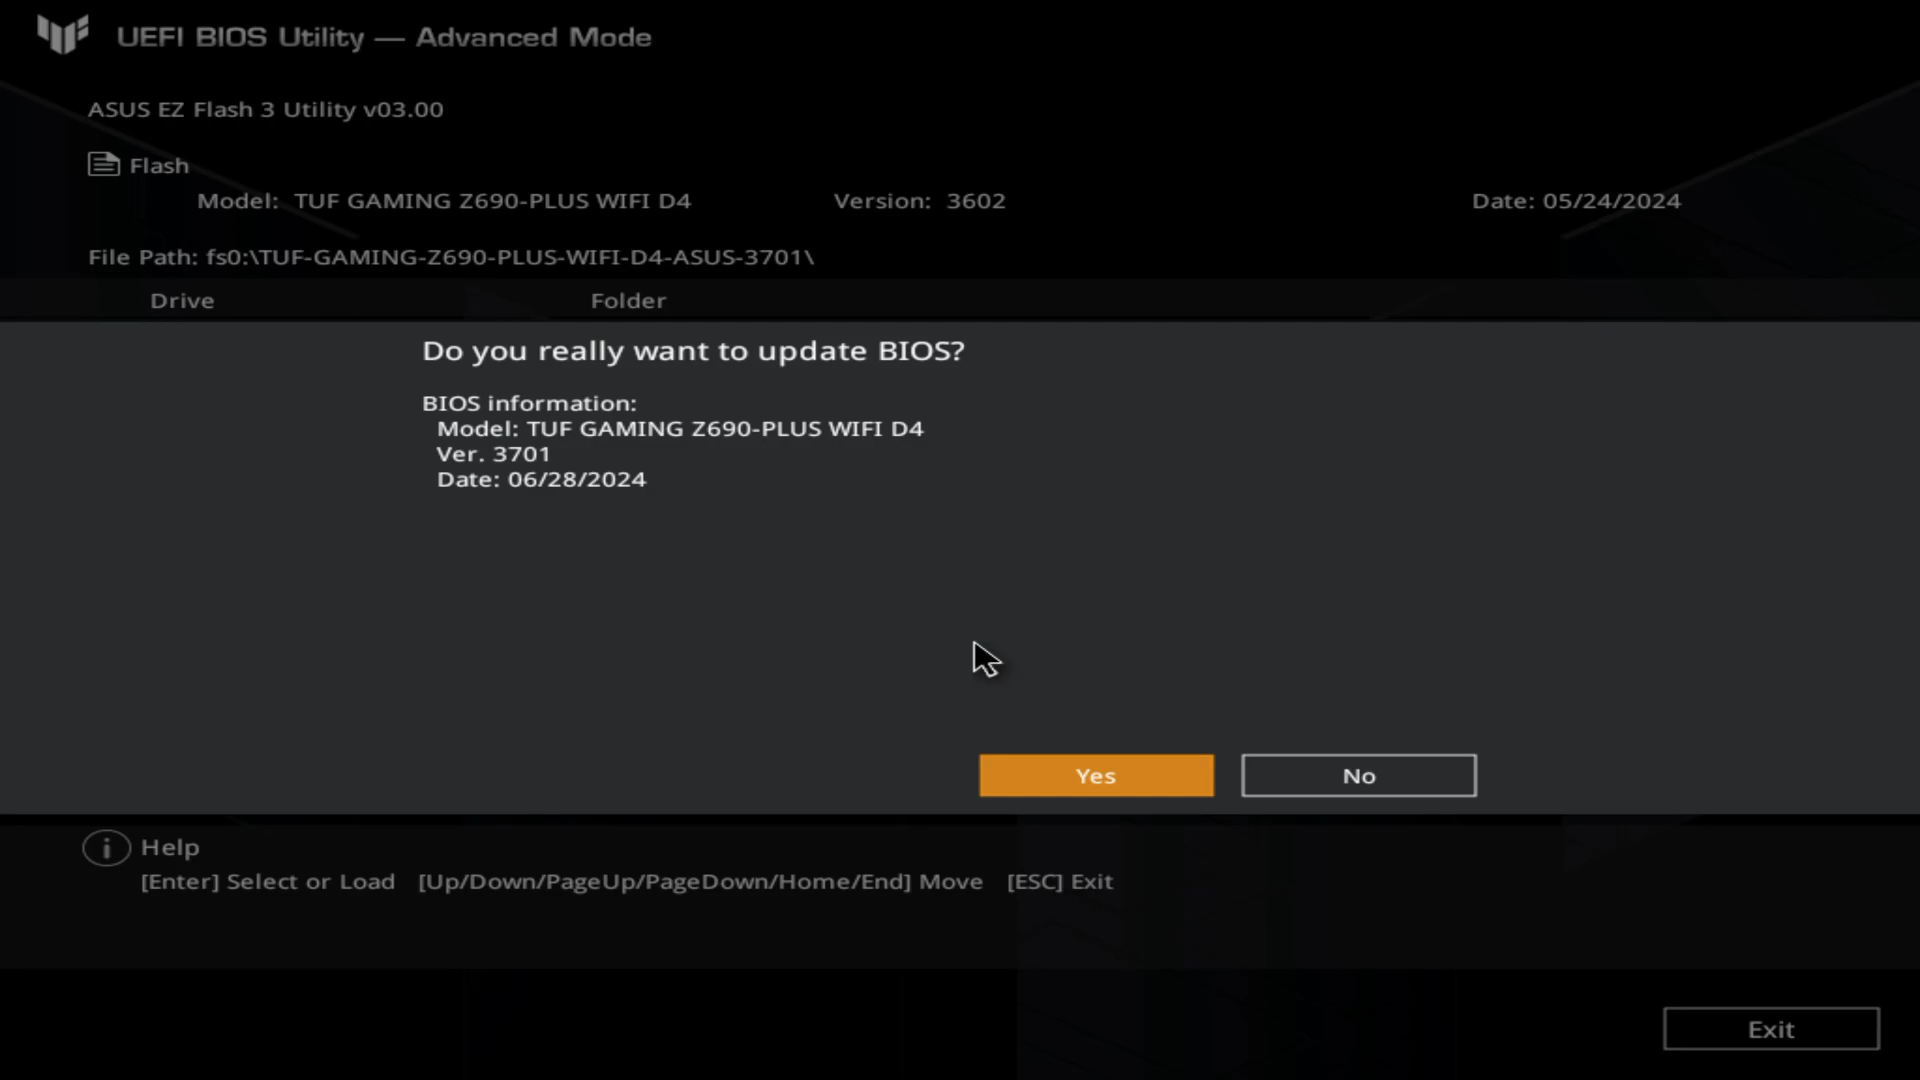 UEFI BIOS Utility — Advanced Mode
ASUS EZ Flash 3 Utility v03.00
Flash
Model: TUF GAMING Z690-PLUS WIFI D4 Version: 3602 Date: 05/24/2024
File Path: fs0:\TUF-GAMING-Z690-PLUS-WIFI-D4-ASUS-3701\
Drive Folder
Do you really want to update BIOS?
BIOS information:
Model: TUF GAMING Z690-PLUS WIFI D4
Ver. 3701
Date: 06/28/2024
Yes No
Help
[Enter] Select or Load [Up/Down/PageUp/PageDown/Home/End] Move [ESC] Exit
Exit